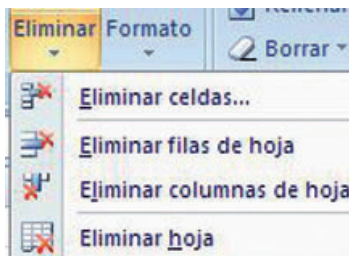 Eliminar Formato
Borrar
Eliminar celdas...
Eliminar filas de hoja
Eliminar columnas de hoja
Eliminar hoja